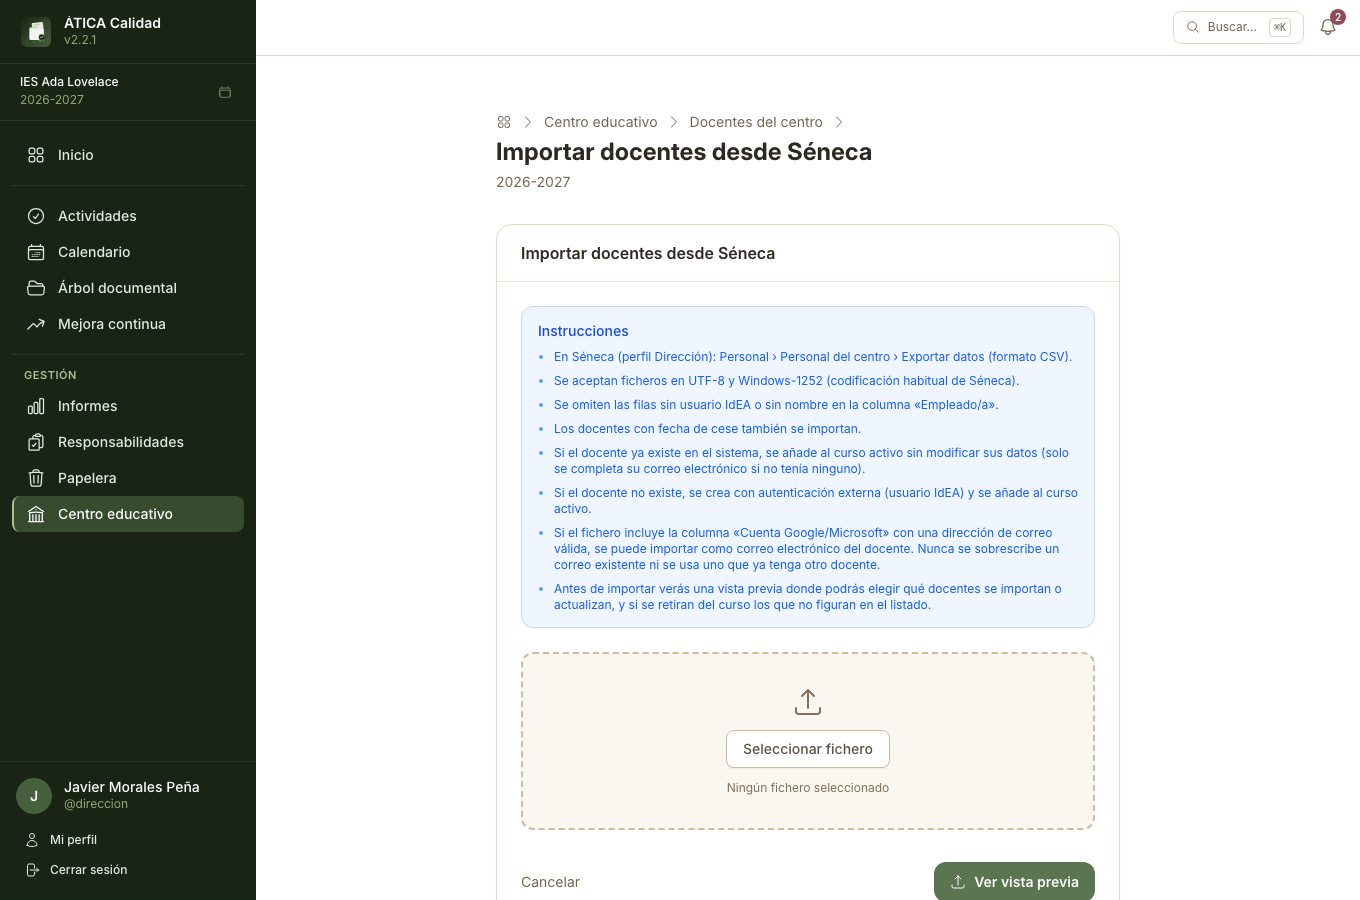 ÁTICA Calidad
v2.2.1
IES Ada Lovelace
2026-2027
Inicio
Actividades
Calendario
Árbol documental
Mejora continua
GESTIÓN
Informes
Responsabilidades
Papelera
Centro educativo
Javier Morales Peña
@direccion
J
Mi perfil
Cerrar sesión
Buscar...
⌘K
2
Centro educativo
Docentes del centro
Importar docentes desde Séneca
2026-2027
Importar docentes desde Séneca
Instrucciones
• En Séneca (perfil Dirección): Personal › Personal del centro › Exportar datos (formato CSV).
• Se aceptan ficheros en UTF-8 y Windows-1252 (codificación habitual de Séneca).
• Se omiten las filas sin usuario IdEA o sin nombre en la columna «Empleado/a».
• Los docentes con fecha de cese también se importan.
• Si el docente ya existe en el sistema, se añade al curso activo sin modificar sus datos (solo
se completa su correo electrónico si no tenía ninguno).
• Si el docente no existe, se crea con autenticación externa (usuario IdEA) y se añade al curso
activo.
• Si el fichero incluye la columna «Cuenta Google/Microsoft» con una dirección de correo
válida, se puede importar como correo electrónico del docente. Nunca se sobrescribe un
correo existente ni se usa uno que ya tenga otro docente.
• Antes de importar verás una vista previa donde podrás elegir qué docentes se importan o
actualizan, y si se retiran del curso los que no figuran en el listado.
Seleccionar fichero
Ningún fichero seleccionado
Cancelar
Ver vista previa